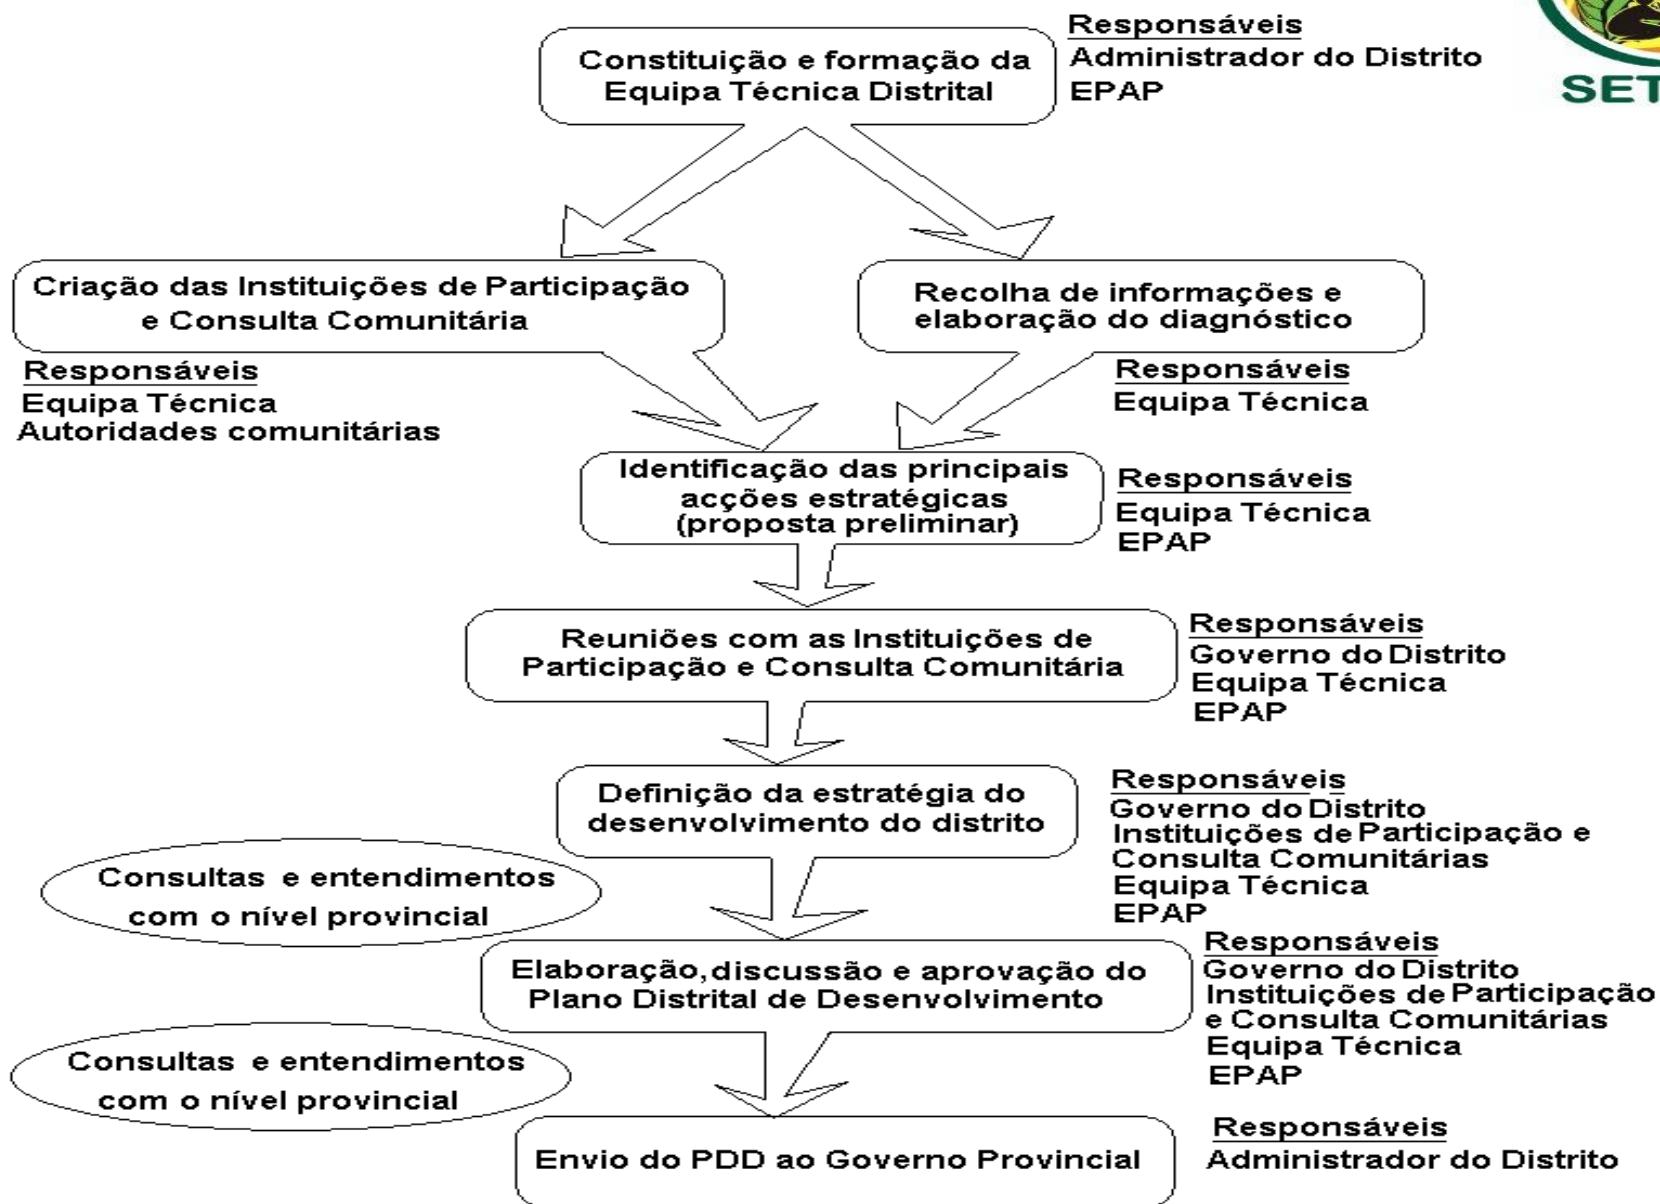 Constituição e formação da
Equipa Técnica Distrital
Responsáveis
Administrador do Distrito
EPAP
Criação das Instituições de Participação
e Consulta Comunitária
Responsáveis
Equipa Técnica
Autoridades comunitárias
Recolha de informações e
elaboração do diagnóstico
Responsáveis
Equipa Técnica
Identificação das principais
acções estratégicas
(proposta preliminar)
Responsáveis
Equipa Técnica
EPAP
Reuniões com as Instituições de
Participação e Consulta Comunitária
Responsáveis
Governo do Distrito
Equipa Técnica
EPAP
Definição da estratégia do
desenvolvimento do distrito
Responsáveis
Governo do Distrito
Instituições de Participação e
Consulta Comunitárias
Equipa Técnica
EPAP
Consultas e entendimentos
com o nível provincial
Elaboração, discussão e aprovação do
Plano Distrital de Desenvolvimento
Responsáveis
Governo do Distrito
Instituições de Participação
e Consulta Comunitárias
Equipa Técnica
EPAP
Consultas e entendimentos
com o nível provincial
Envio do PDD ao Governo Provincial
Responsáveis
Administrador do Distrito